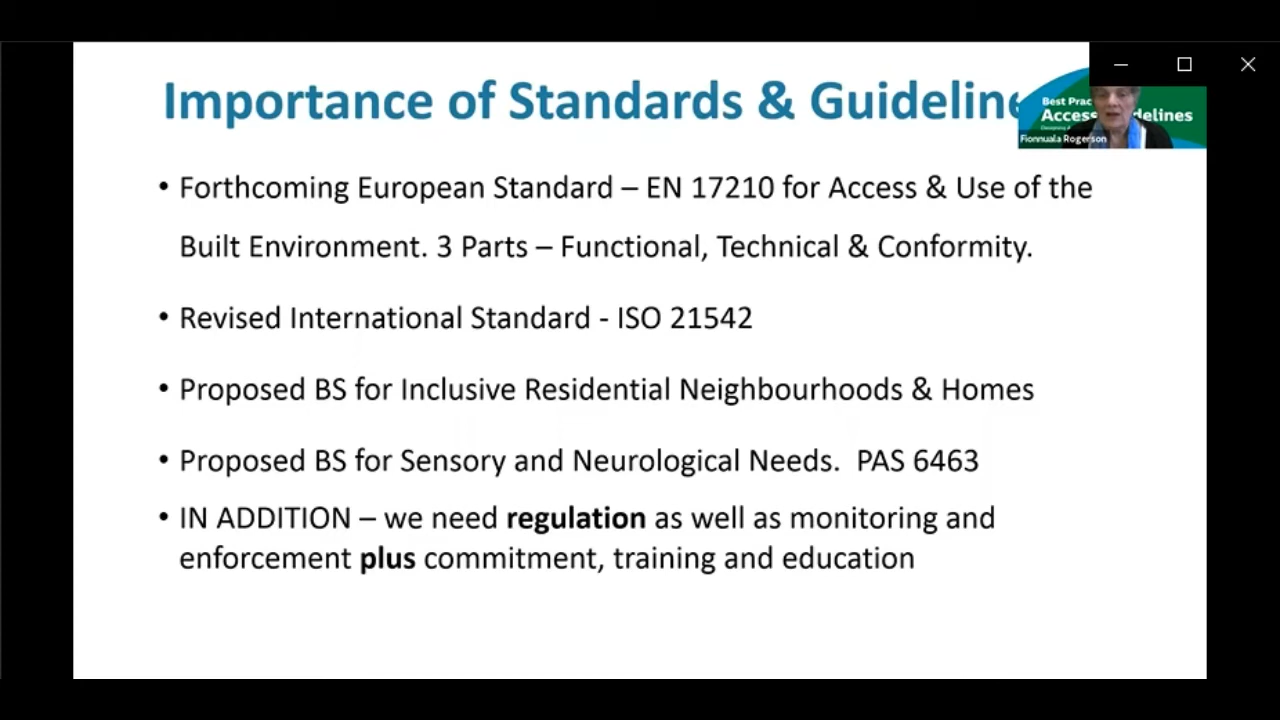 Importance of Standards & Guideline
Best Prac
Access delines
Fionnuala Rogerson
• Forthcoming European Standard – EN 17210 for Access & Use of the
Built Environment. 3 Parts – Functional, Technical & Conformity.
• Revised International Standard - ISO 21542
• Proposed BS for Inclusive Residential Neighbourhoods & Homes
• Proposed BS for Sensory and Neurological Needs. PAS 6463
• IN ADDITION – we need regulation as well as monitoring and
enforcement plus commitment, training and education